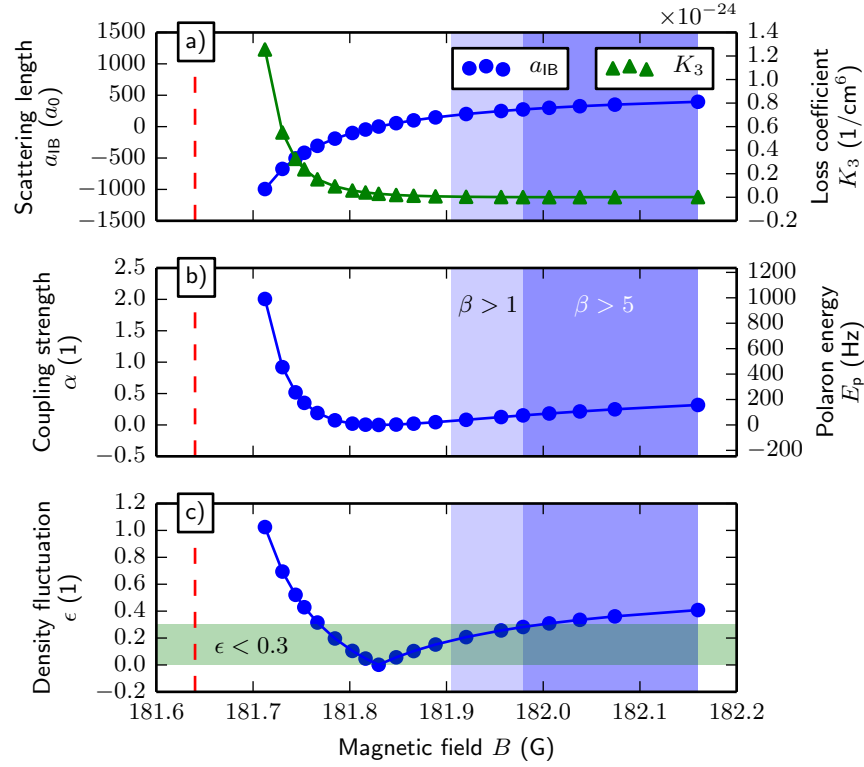 ×10⁻²⁴
a)
a_IB
K₃
1500
1000
500
0
−500
−1000
−1500
Scattering length
a_IB (a₀)
1.4
1.2
1.0
0.8
0.6
0.4
0.2
0.0
−0.2
Loss coefficient
K₃ (1/cm⁶)
b)
β > 1
β > 5
2.5
2.0
1.5
1.0
0.5
0.0
−0.5
Coupling strength
α (1)
1200
1000
800
600
400
200
0
−200
Polaron energy
E_p (Hz)
c)
ϵ < 0.3
1.2
1.0
0.8
0.6
0.4
0.2
0.0
−0.2
Density fluctuation
ϵ (1)
181.6 181.7 181.8 181.9 182.0 182.1 182.2
Magnetic field B (G)